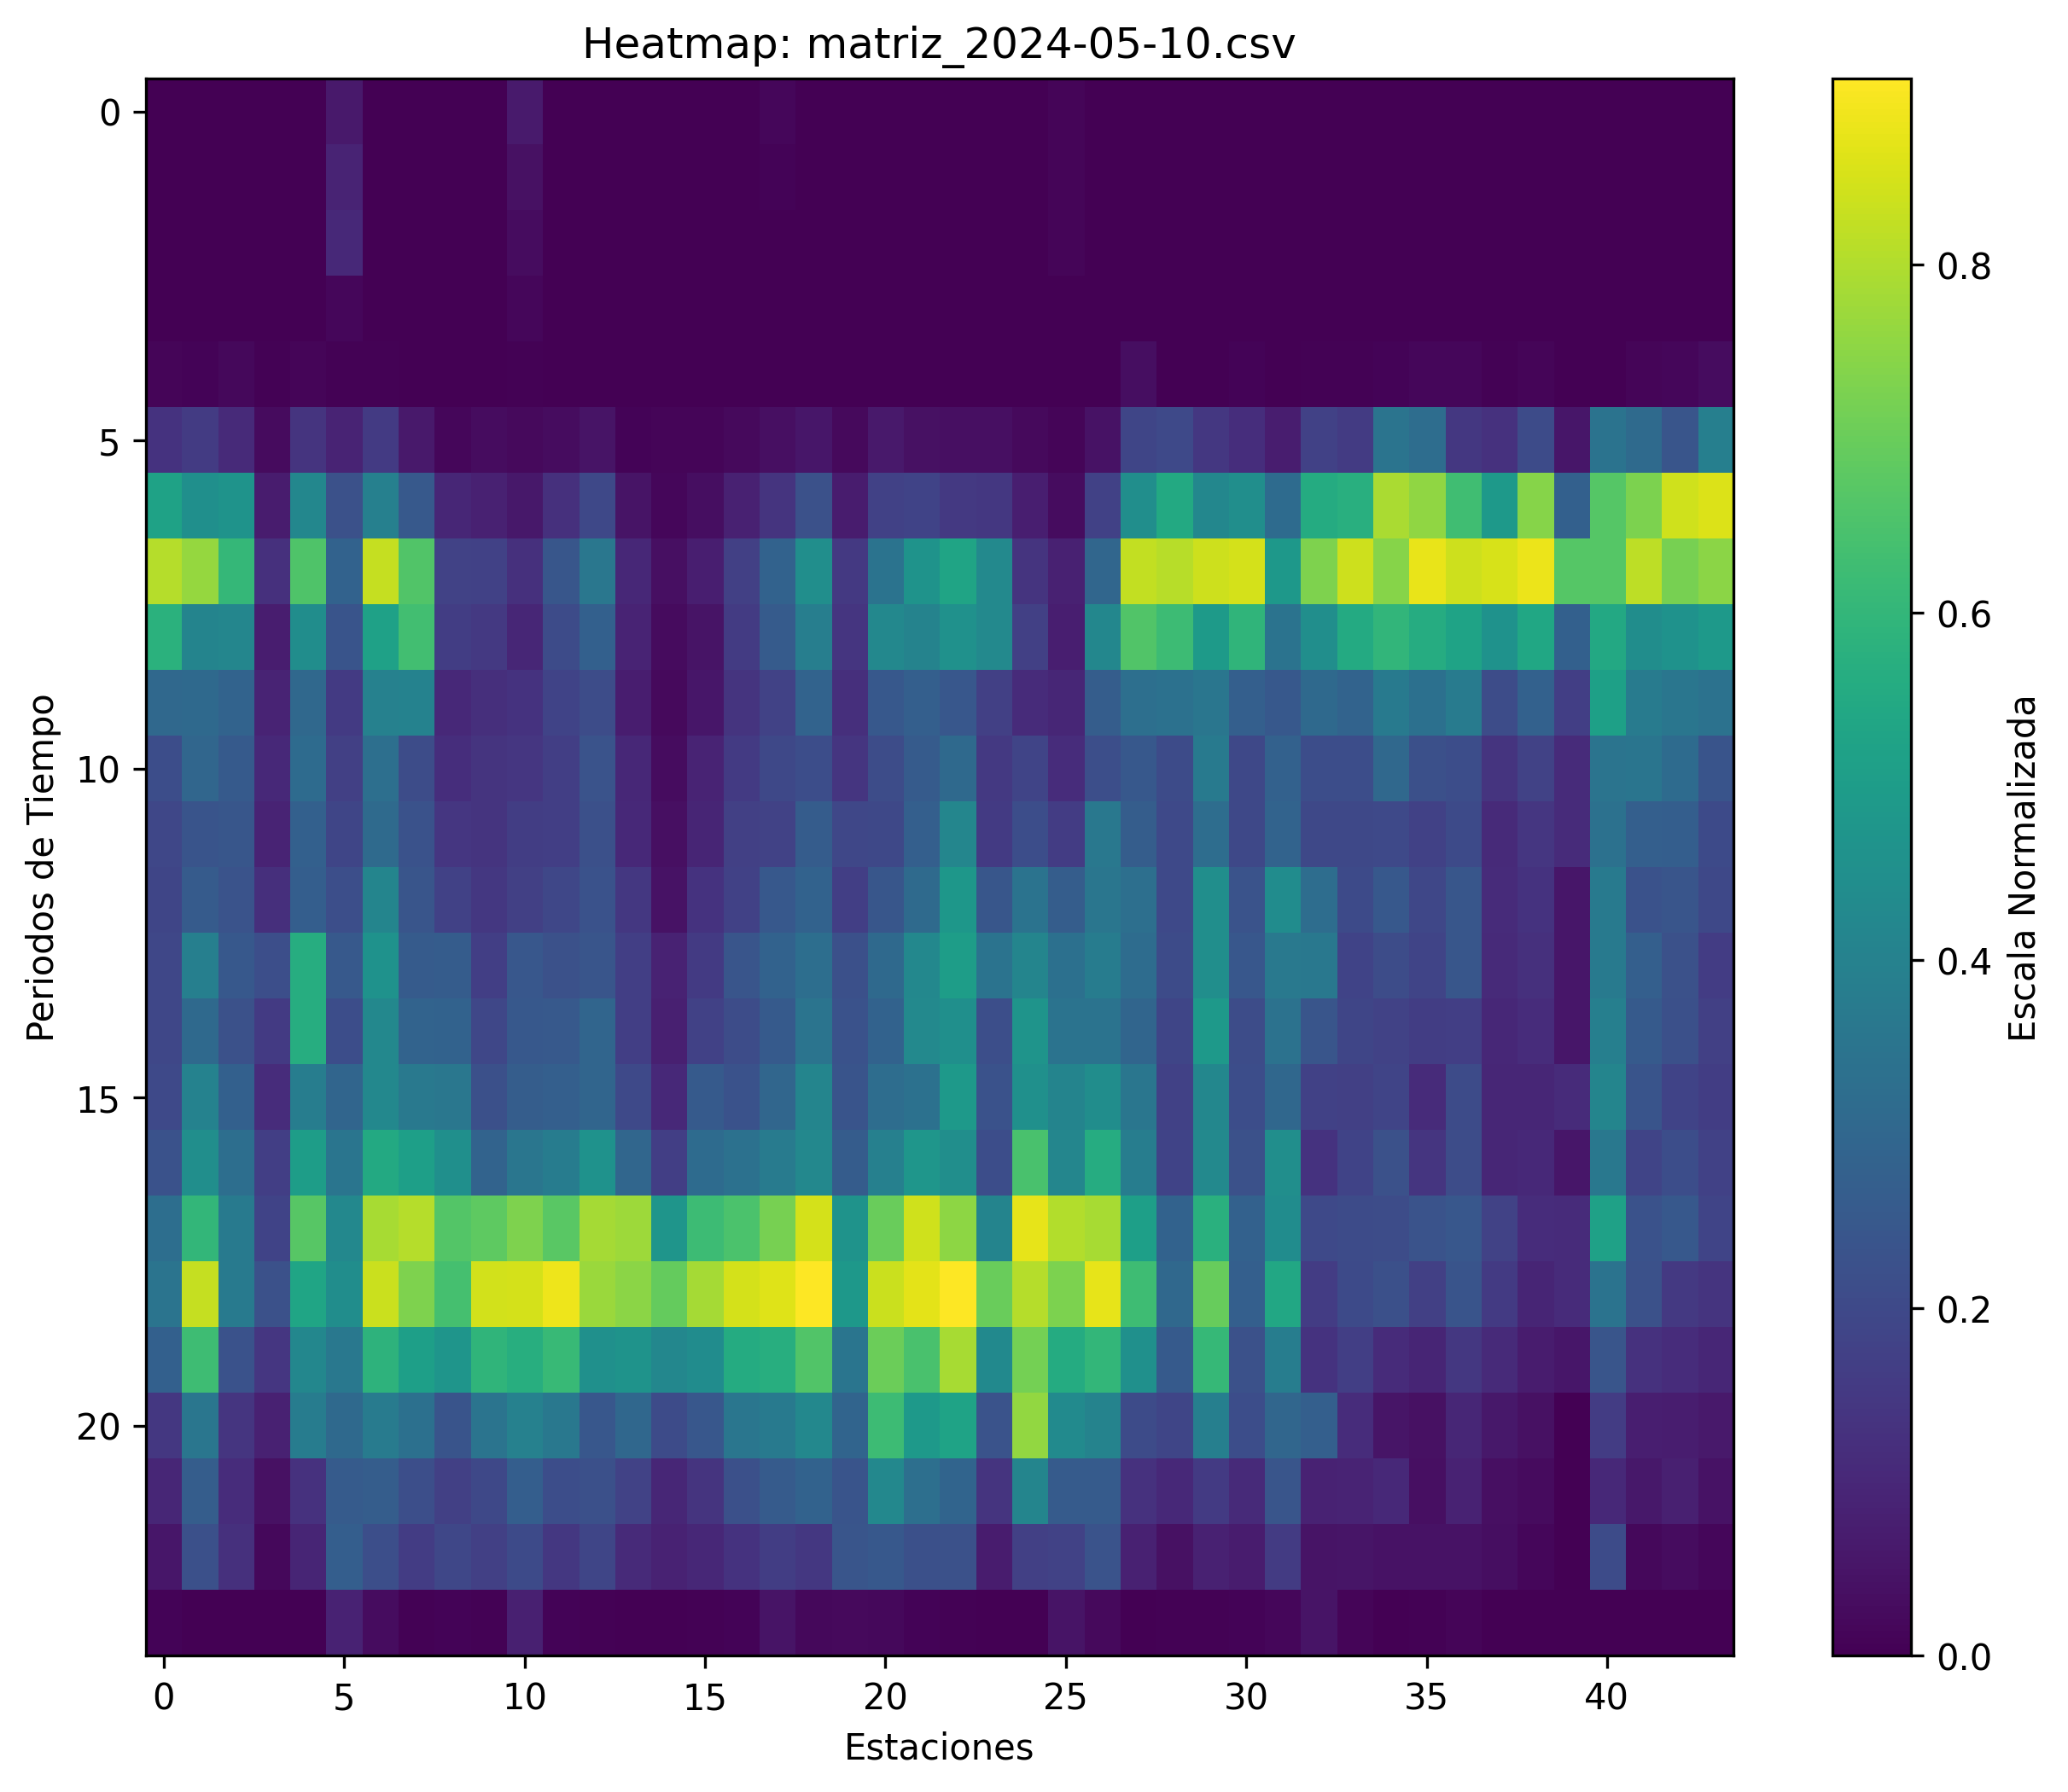 Heatmap: matriz_2024-05-10.csv
0
5
10
15
20
Periodos de Tiempo
0 5 10 15 20 25 30 35 40
Estaciones
0.8
0.6
0.4
0.2
0.0
Escala Normalizada